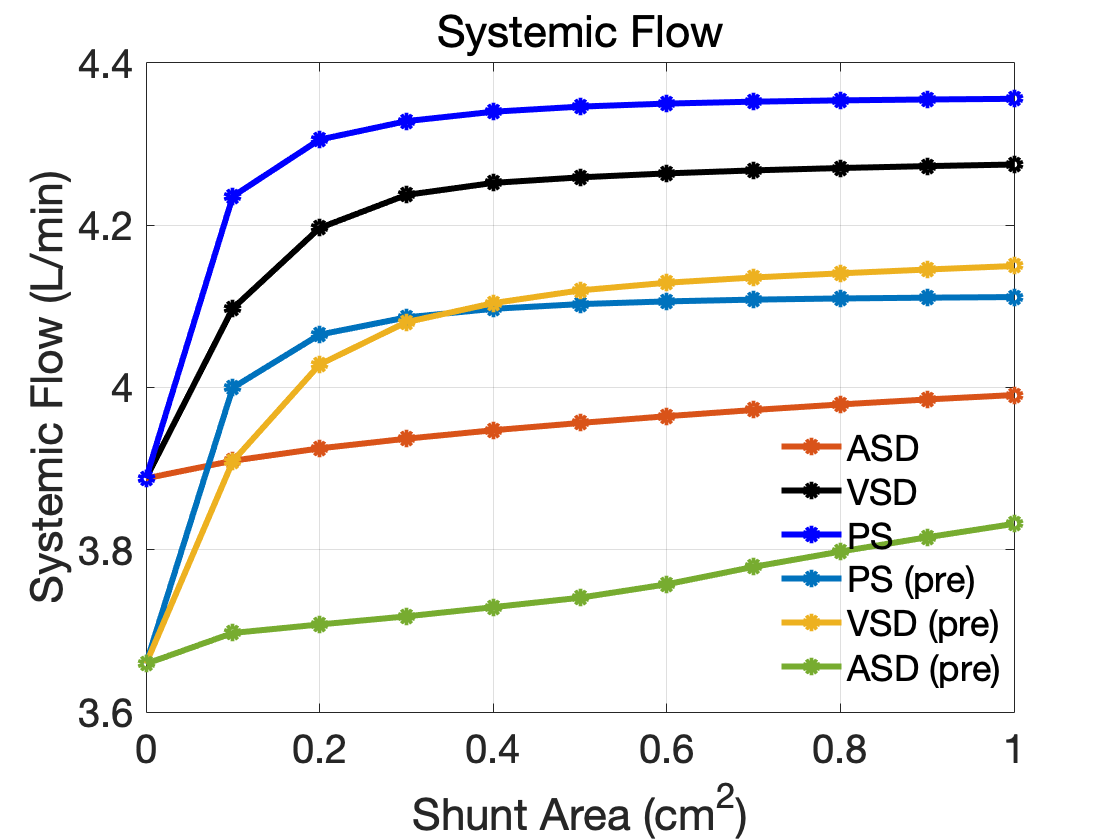 Systemic Flow
Systemic Flow (L/min)
4.4
4.2
4
3.8
3.6
ASD
VSD
PS
PS (pre)
VSD (pre)
ASD (pre)
0 0.2 0.4 0.6 0.8 1
Shunt Area (cm²)